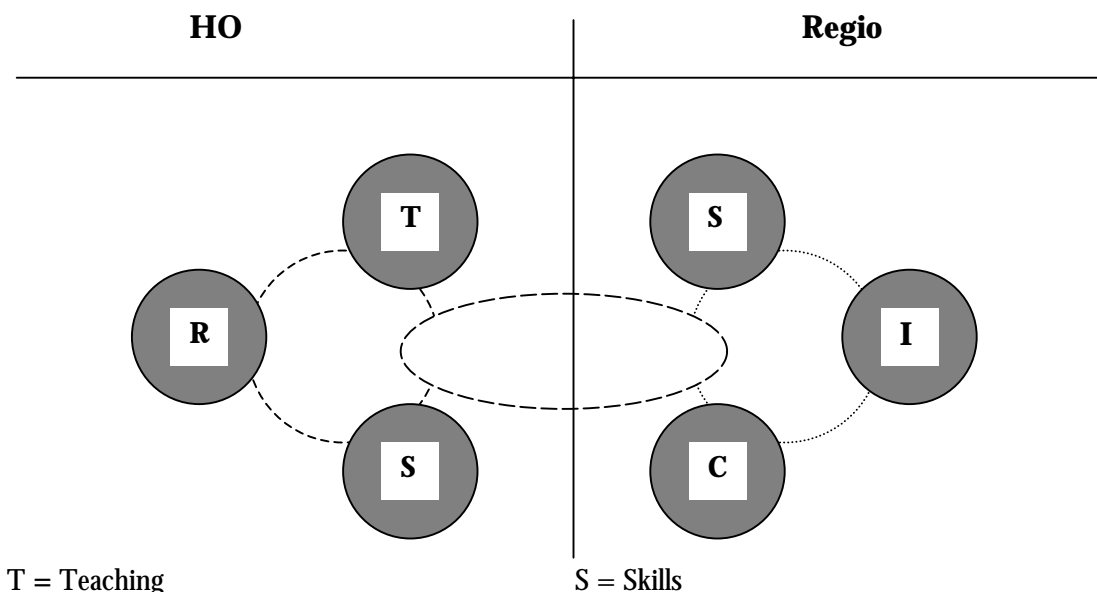 HO Regio
T S
R I
S C
T = Teaching S = Skills